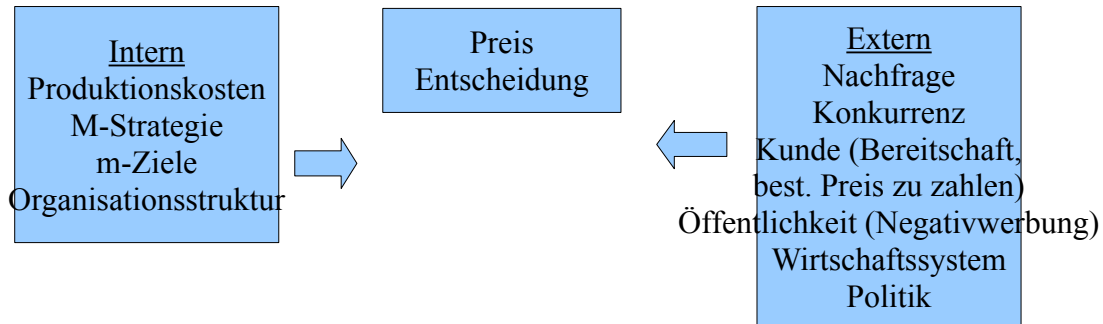 Intern
Produktionskosten
M-Strategie
m-Ziele
Organisationsstruktur
Preis
Entscheidung
Extern
Nachfrage
Konkurrenz
Kunde (Bereitschaft,
best. Preis zu zahlen)
Öffentlichkeit (Negativwerbung)
Wirtschaftssystem
Politik